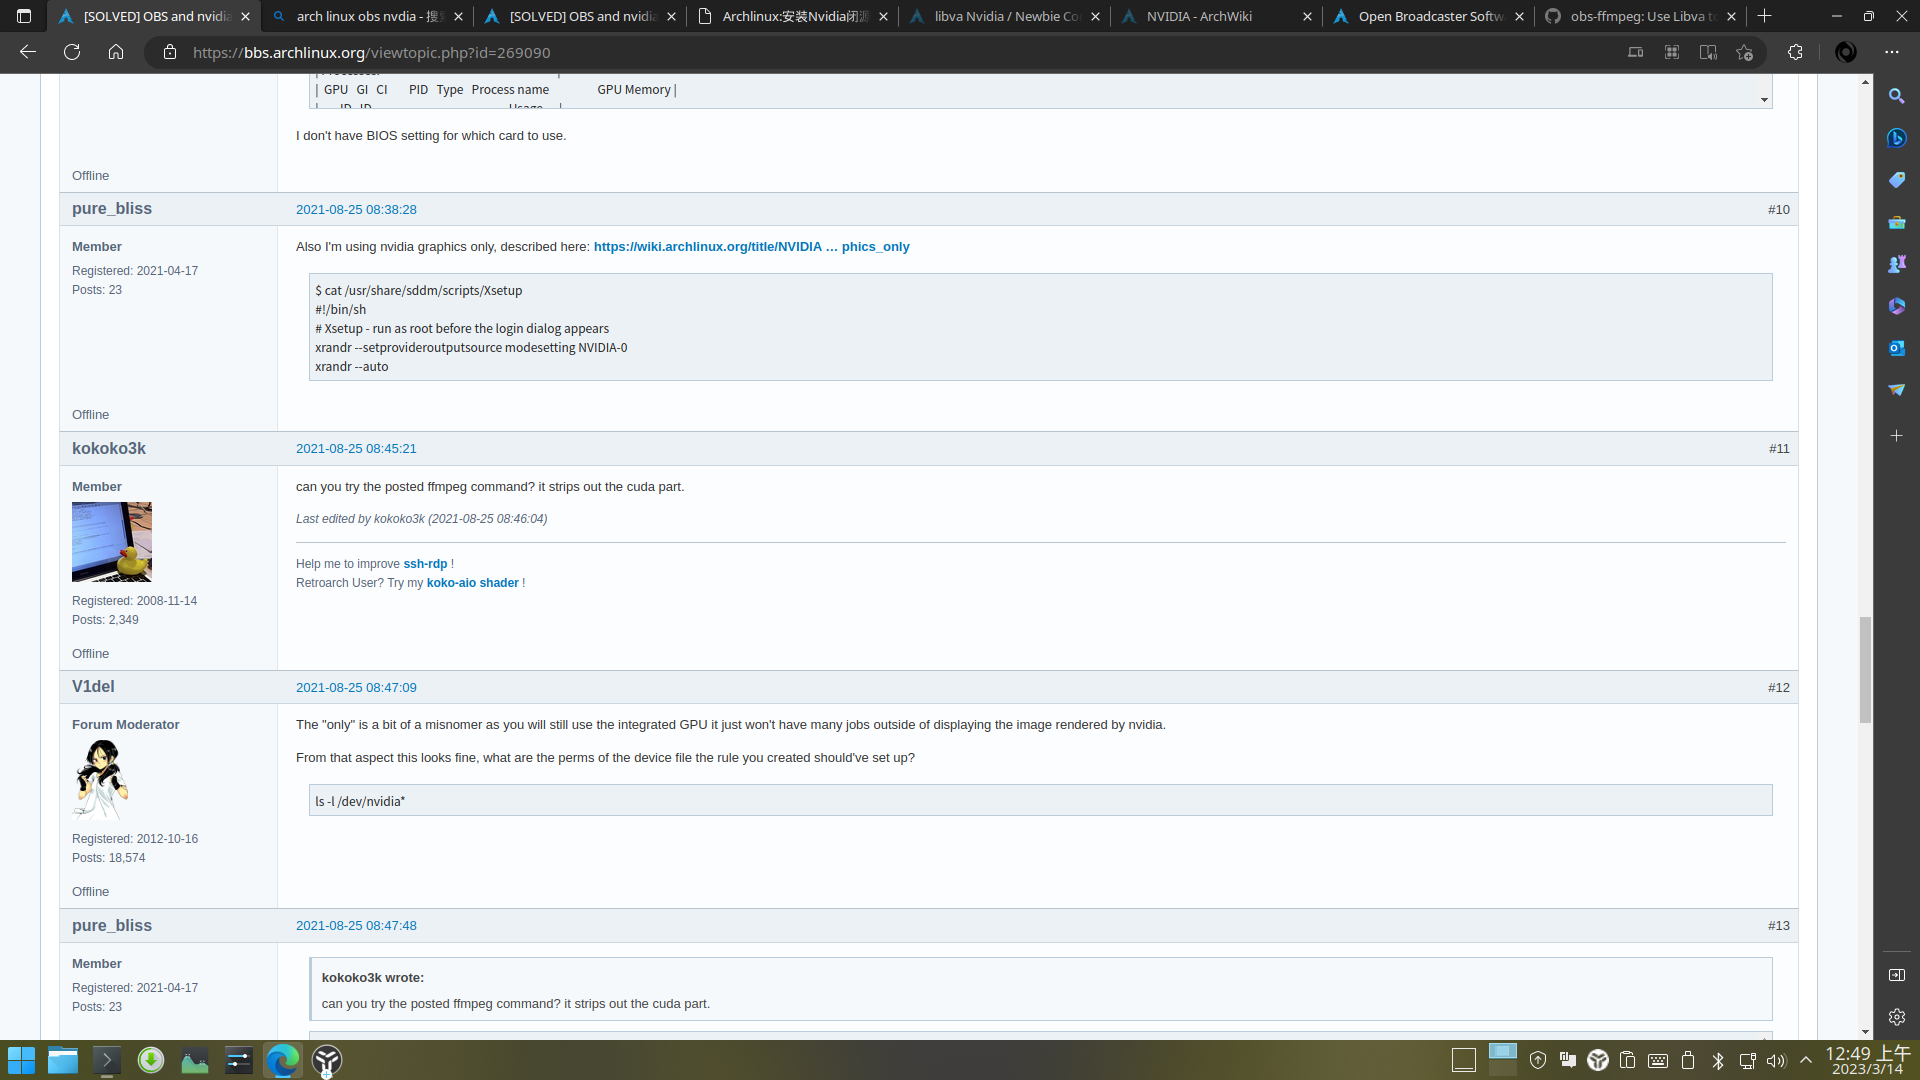 [SOLVED] OBS and nvidia
arch linux obs nvdia - 搜
[SOLVED] OBS and nvidia
Archlinux:安装Nvidia闭源
libva Nvidia / Newbie Co
NVIDIA - ArchWiki
Open Broadcaster Softw
obs-ffmpeg: Use Libva to
https://bbs.archlinux.org/viewtopic.php?id=269090
| GPU GI CI PID Type Process name GPU Memory |
| ID ID Usage |
I don't have BIOS setting for which card to use.
Offline
pure_bliss
2021-08-25 08:38:28
#10
Member
Registered: 2021-04-17
Posts: 23
Also I'm using nvidia graphics only, described here: https://wiki.archlinux.org/title/NVIDIA … phics_only
$ cat /usr/share/sddm/scripts/Xsetup
#!/bin/sh
# Xsetup - run as root before the login dialog appears
xrandr --setprovideroutputsource modesetting NVIDIA-0
xrandr --auto
Offline
kokoko3k
2021-08-25 08:45:21
#11
Member
can you try the posted ffmpeg command? it strips out the cuda part.
Last edited by kokoko3k (2021-08-25 08:46:04)
Help me to improve ssh-rdp !
Retroarch User? Try my koko-aio shader !
Registered: 2008-11-14
Posts: 2,349
Offline
V1del
2021-08-25 08:47:09
#12
Forum Moderator
The "only" is a bit of a misnomer as you will still use the integrated GPU it just won't have many jobs outside of displaying the image rendered by nvidia.
From that aspect this looks fine, what are the perms of the device file the rule you created should've set up?
ls -l /dev/nvidia*
Registered: 2012-10-16
Posts: 18,574
Offline
pure_bliss
2021-08-25 08:47:48
#13
Member
Registered: 2021-04-17
Posts: 23
kokoko3k wrote:
can you try the posted ffmpeg command? it strips out the cuda part.
12:49 上午
2023/3/14